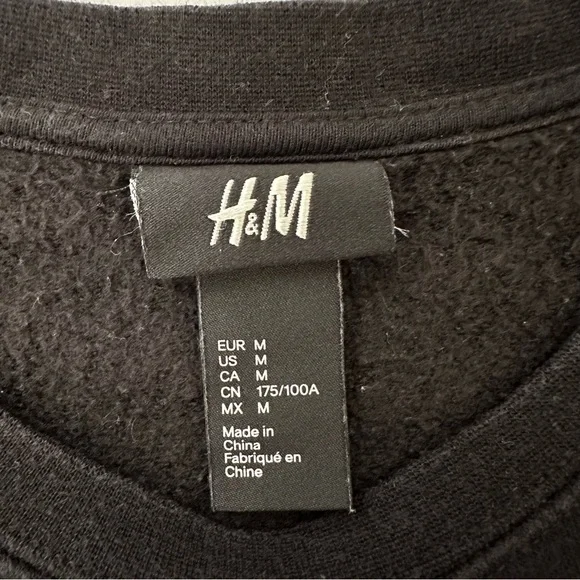 H&M
EUR M
US M
CA M
CN 175/100A
MX M
Made in
China
Fabriqué en
Chine